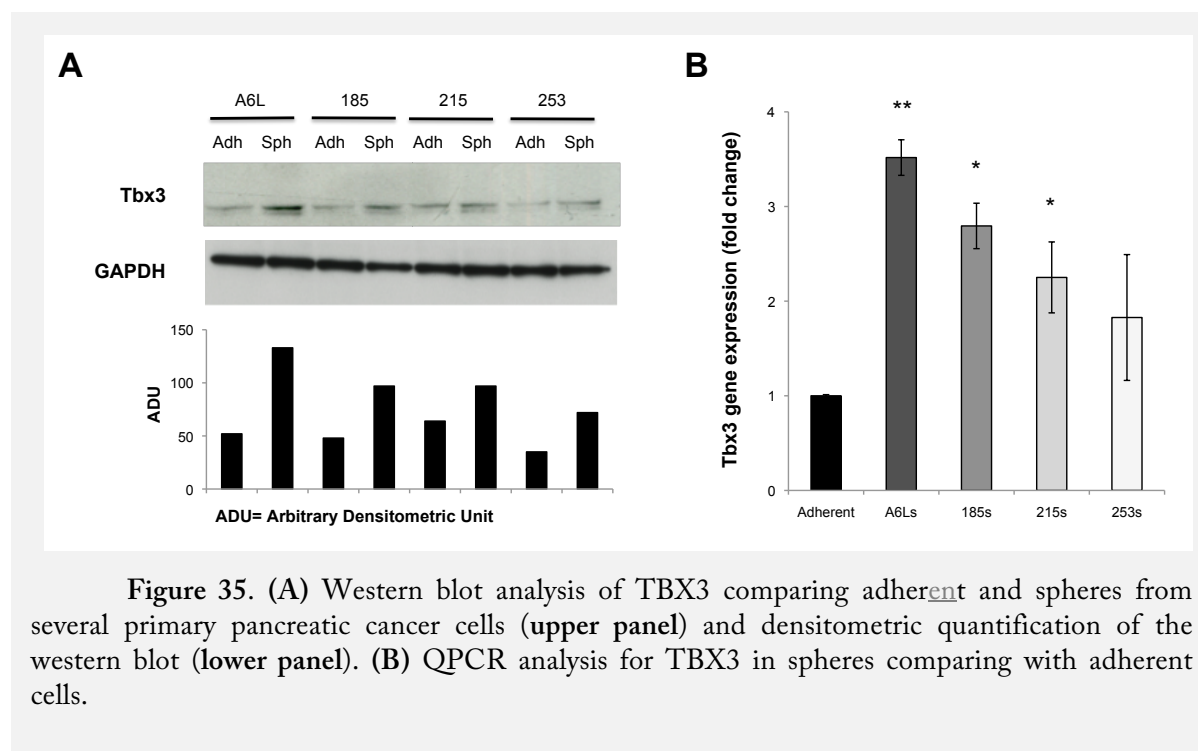 A
A6L 185 215 253
Adh Sph Adh Sph Adh Sph Adh Sph
Tbx3
GAPDH
150
100
50
0
ADU
ADU= Arbitrary Densitometric Unit
B
**
*
*
4
3
2
1
0
Tbx3 gene expression (fold change)
Adherent A6Ls 185s 215s 253s
Figure 35. (A) Western blot analysis of TBX3 comparing adherent and spheres from
several primary pancreatic cancer cells (upper panel) and densitometric quantification of the
western blot (lower panel). (B) QPCR analysis for TBX3 in spheres comparing with adherent
cells.